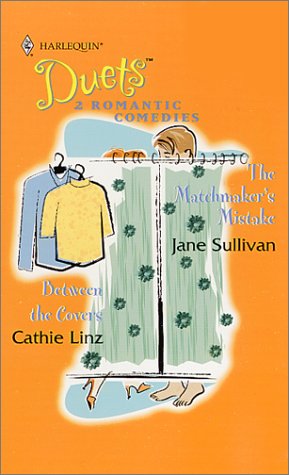 HARLEQUIN®
Duets™
2 ROMANTIC
COMEDIES
The
Matchmaker's
Mistake
Jane Sullivan
Between
the Covers
Cathie Linz